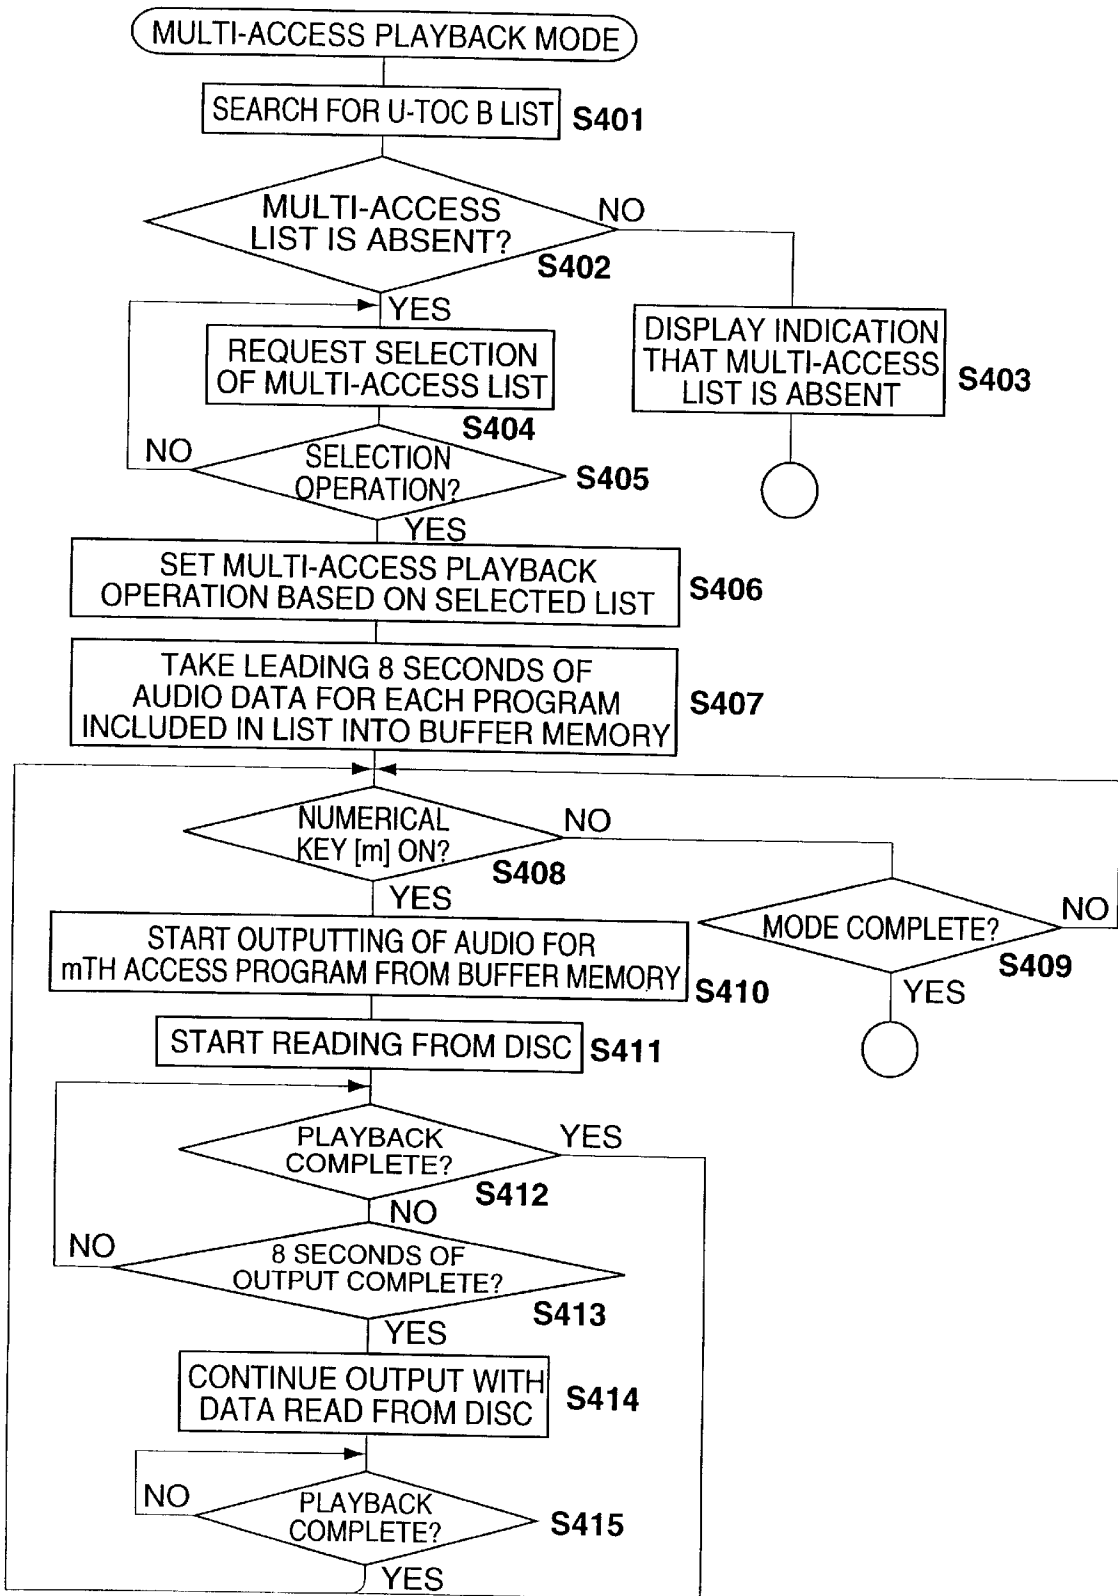 MULTI-ACCESS PLAYBACK MODE
SEARCH FOR U-TOC B LIST
S401
MULTI-ACCESS
LIST IS ABSENT?
S402
NO
YES
DISPLAY INDICATION
THAT MULTI-ACCESS
LIST IS ABSENT
S403
REQUEST SELECTION
OF MULTI-ACCESS LIST
S404
NO
SELECTION
OPERATION?
S405
YES
SET MULTI-ACCESS PLAYBACK
OPERATION BASED ON SELECTED LIST
S406
TAKE LEADING 8 SECONDS OF
AUDIO DATA FOR EACH PROGRAM
INCLUDED IN LIST INTO BUFFER MEMORY
S407
NUMERICAL
KEY [m] ON?
S408
NO
YES
MODE COMPLETE?
S409
NO
YES
START OUTPUTTING OF AUDIO FOR
mTH ACCESS PROGRAM FROM BUFFER MEMORY
S410
START READING FROM DISC
S411
PLAYBACK
COMPLETE?
S412
YES
NO
NO
8 SECONDS OF
OUTPUT COMPLETE?
S413
YES
CONTINUE OUTPUT WITH
DATA READ FROM DISC
S414
NO
PLAYBACK
COMPLETE?
S415
YES